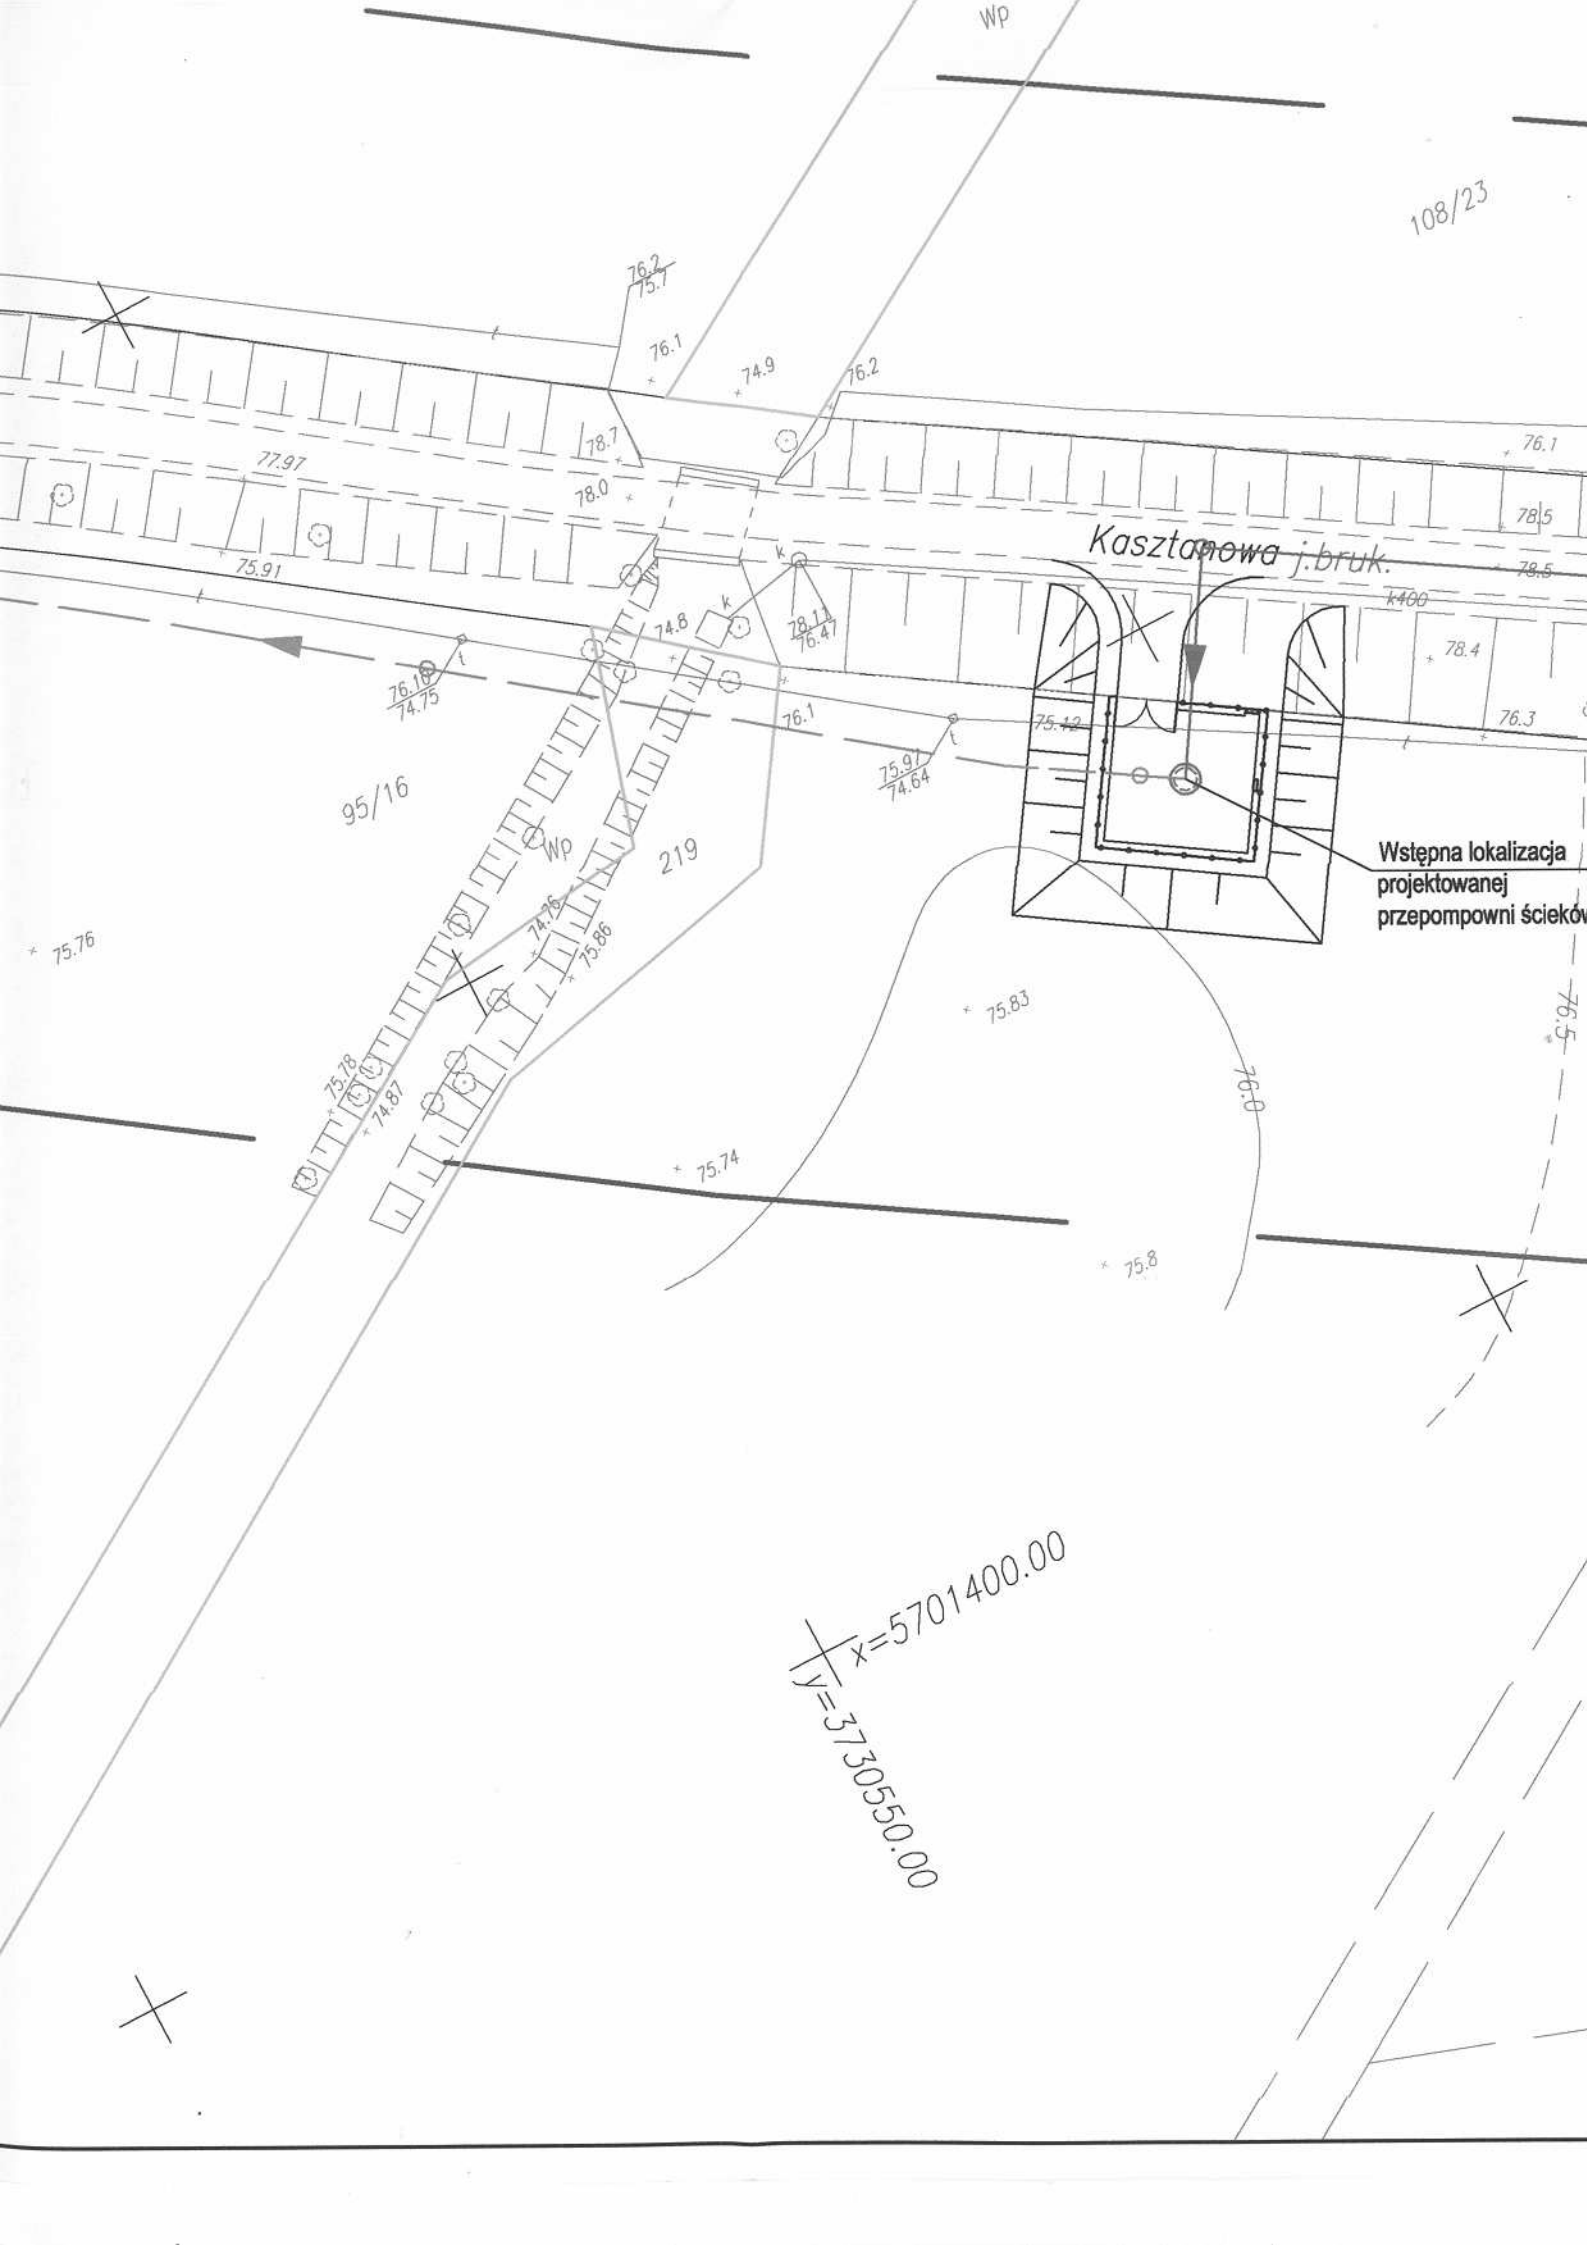 Wp
108/23
76.2
75.7
76.1
74.9
76.2
76.1
78.7
77.97
78.0
78.5
Kasztanowa j.bruk.
k
75.91
78.5
k400
k
74.8
78.11
76.47
78.4
t
76.16
74.75
76.1
75.12
76.3
t
75.97
74.64
95/16
Wp
219
Wstępna lokalizacja
projektowanej
przepompowni ścieków
74.76
75.86
75.76
75.83
76.5
75.78
74.87
76.0
75.74
75.8
x=5701400.00
y=3730550.00